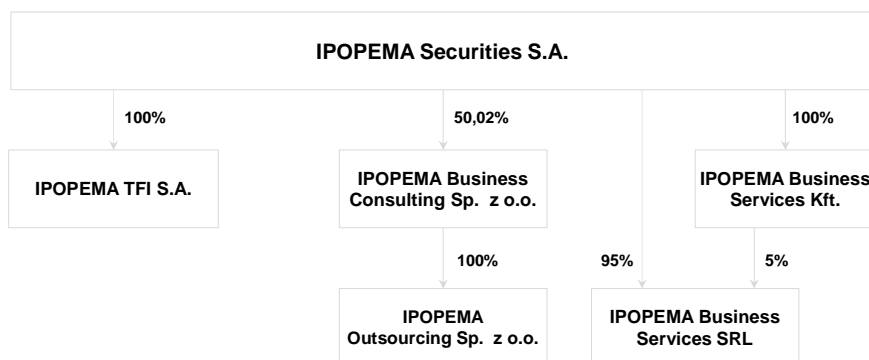 IPOPEMA Securities S.A.
100%
50,02%
100%
IPOPEMA TFI S.A.
IPOPEMA Business
Consulting Sp. z o.o.
IPOPEMA Business
Services Kft.
100%
95%
5%
IPOPEMA
Outsourcing Sp. z o.o.
IPOPEMA Business
Services SRL